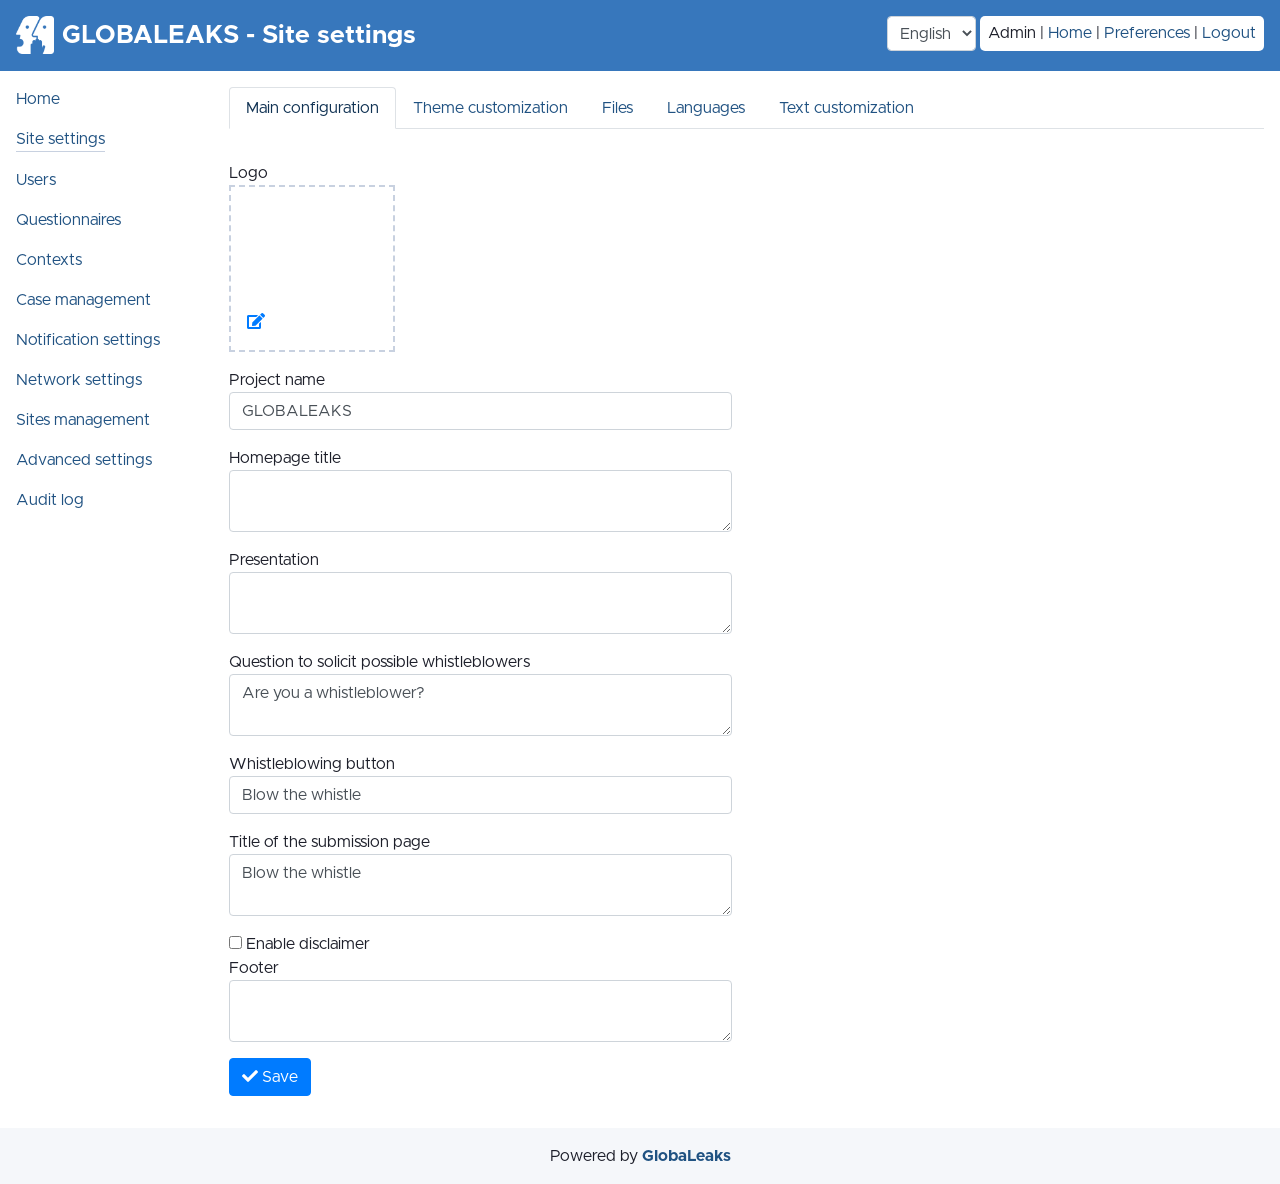 GLOBALEAKS - Site settings
English
Admin | Home | Preferences | Logout
Home
Site settings
Users
Questionnaires
Contexts
Case management
Notification settings
Network settings
Sites management
Advanced settings
Audit log
Main configuration
Theme customization
Files
Languages
Text customization
Logo
Project name
GLOBALEAKS
Homepage title
Presentation
Question to solicit possible whistleblowers
Are you a whistleblower?
Whistleblowing button
Blow the whistle
Title of the submission page
Blow the whistle
Enable disclaimer
Footer
Save
Powered by GlobaLeaks